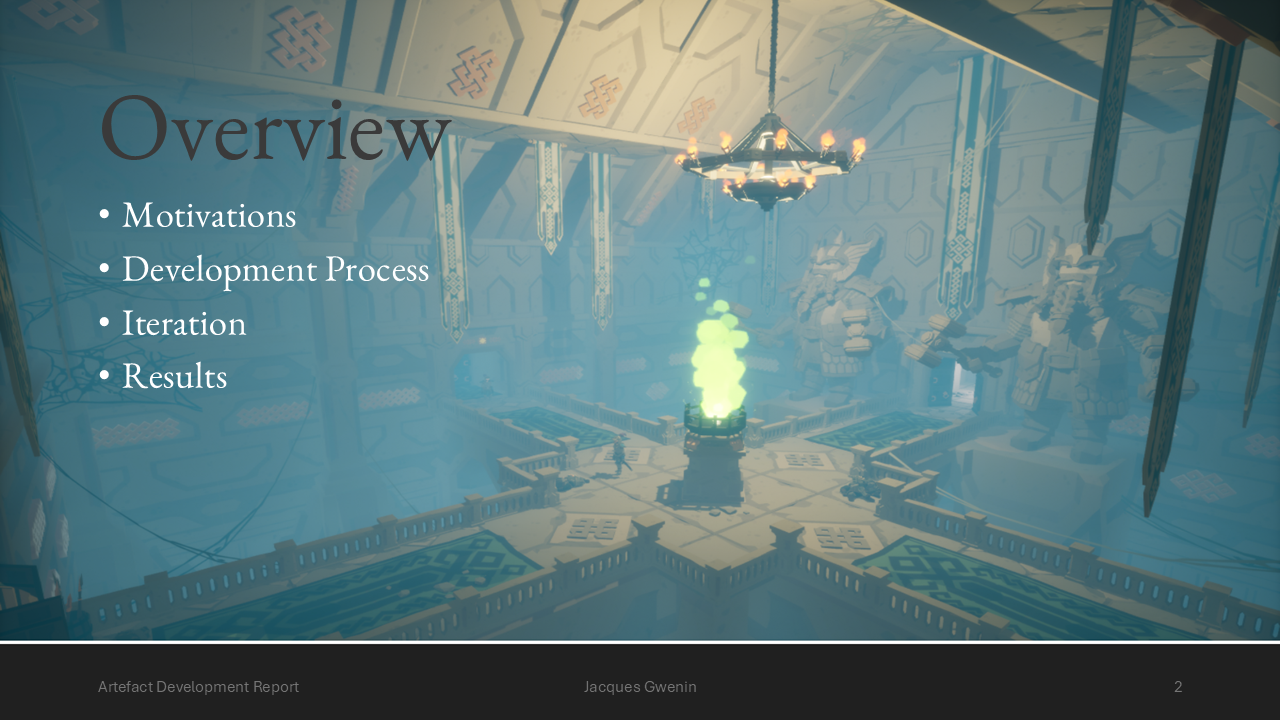 Overview
• Motivations
• Development Process
• Iteration
• Results
Artefact Development Report
Jacques Gwenin
2